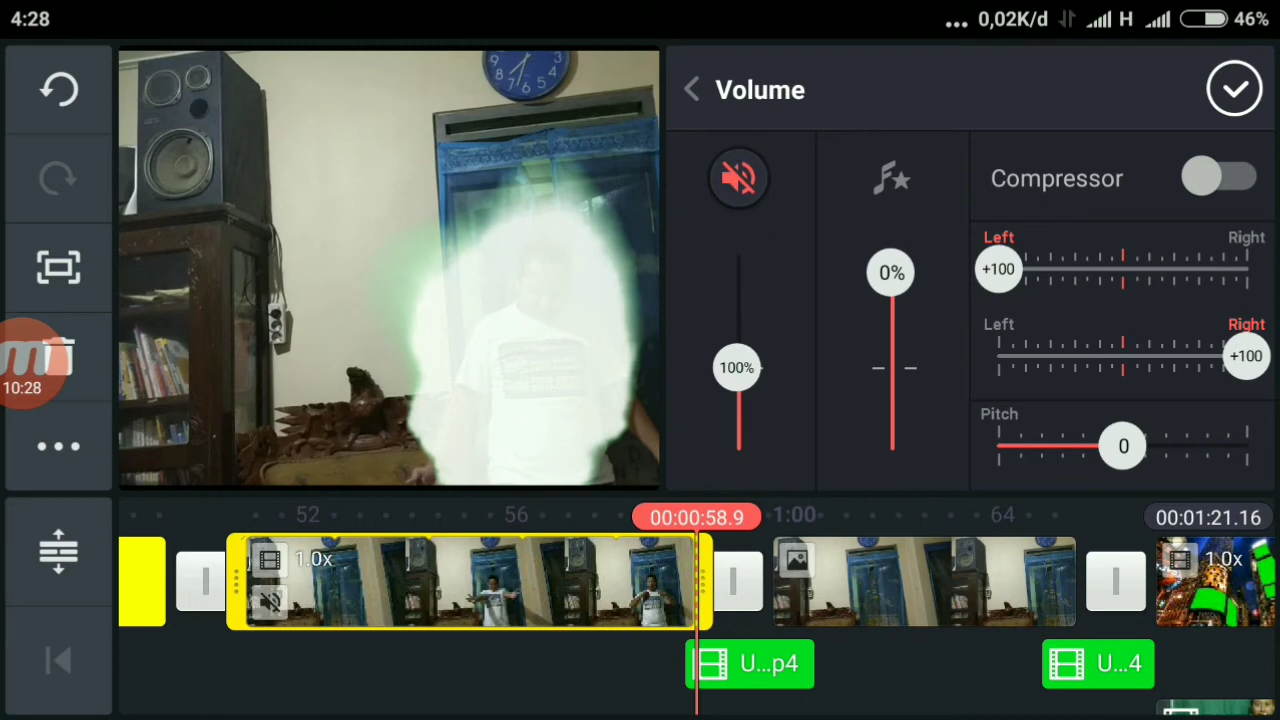 4:28
... 0,02K/d H 46%
Volume
10:28
100%
0%
Compressor
Left Right
+100
Left Right
+100
Pitch
0
52 56 00:00:58.9 1:00 64 00:01:21.16
1.0x
1.0x
U...p4
U...4